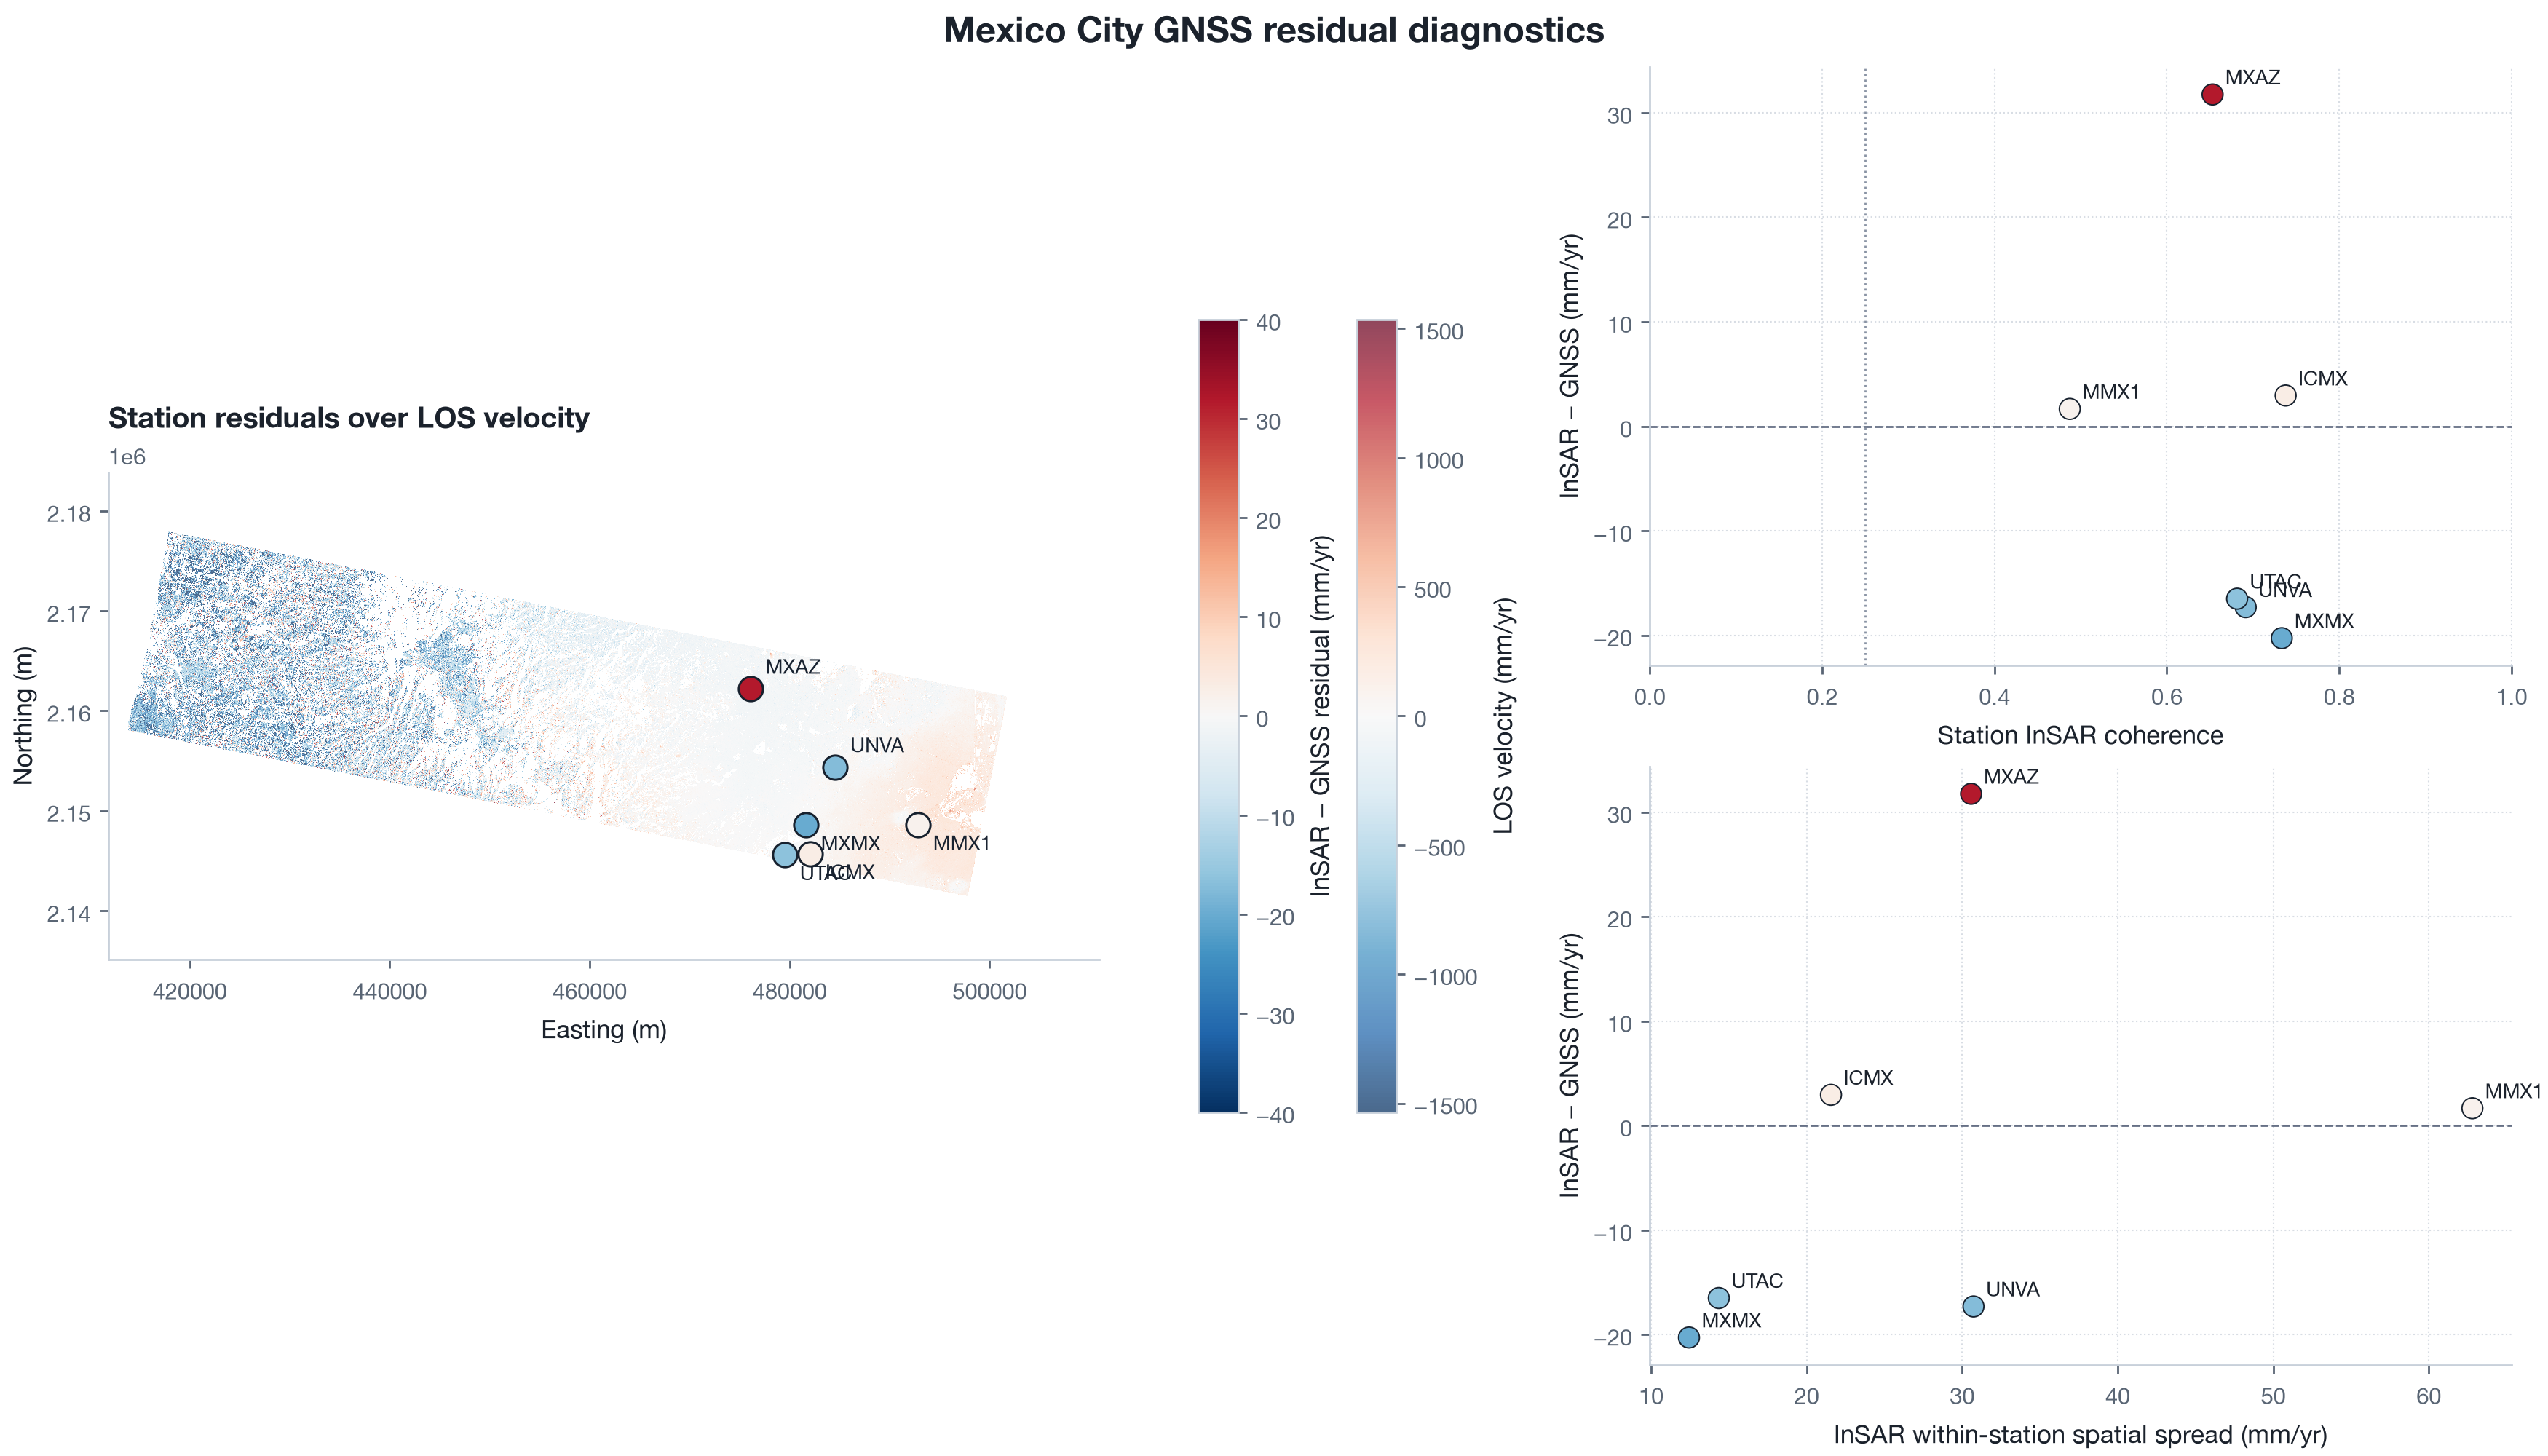 Mexico City GNSS residual diagnostics
Station residuals over LOS velocity
1e6
2.18
2.17
2.16
2.15
2.14
Northing (m)
420000
440000
460000
480000
500000
Easting (m)
MXAZ
UNVA
MXMX
MMX1
UTAC
ICMX
40
30
20
10
0
−10
−20
−30
−40
InSAR − GNSS residual (mm/yr)
1500
1000
500
0
−500
−1000
−1500
LOS velocity (mm/yr)
30
20
10
0
−10
−20
InSAR − GNSS (mm/yr)
MXAZ
MMX1
ICMX
UTAC
UNVA
MXMX
0.0
0.2
0.4
0.6
0.8
1.0
Station InSAR coherence
30
20
10
0
−10
−20
InSAR − GNSS (mm/yr)
MXAZ
ICMX
MMX1
UTAC
UNVA
MXMX
10
20
30
40
50
60
InSAR within-station spatial spread (mm/yr)